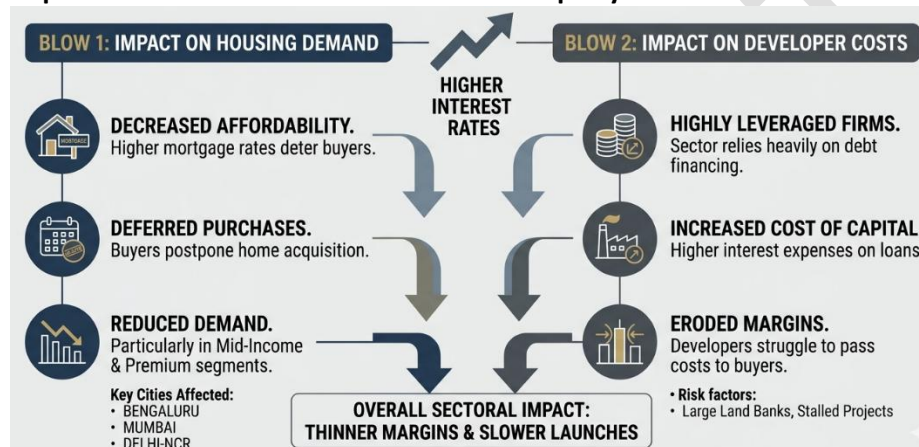 BLOW 1: IMPACT ON HOUSING DEMAND
HIGHER
INTEREST
RATES
BLOW 2: IMPACT ON DEVELOPER COSTS
MORTGAGE
DECREASED AFFORDABILITY.
Higher mortgage rates deter buyers.
DEFERRED PURCHASES.
Buyers postpone home acquisition.
REDUCED DEMAND.
Particularly in Mid-Income
& Premium segments.
Key Cities Affected:
• BENGALURU
• MUMBAI
• DELHI-NCR
HIGHLY LEVERAGED FIRMS.
Sector relies heavily on debt
financing.
INCREASED COST OF CAPITAL
Higher interest expenses on loans
ERODED MARGINS.
Developers struggle to pass
costs to buyers.
• Risk factors:
• Large Land Banks, Stalled Projects
OVERALL SECTORAL IMPACT:
THINNER MARGINS & SLOWER LAUNCHES